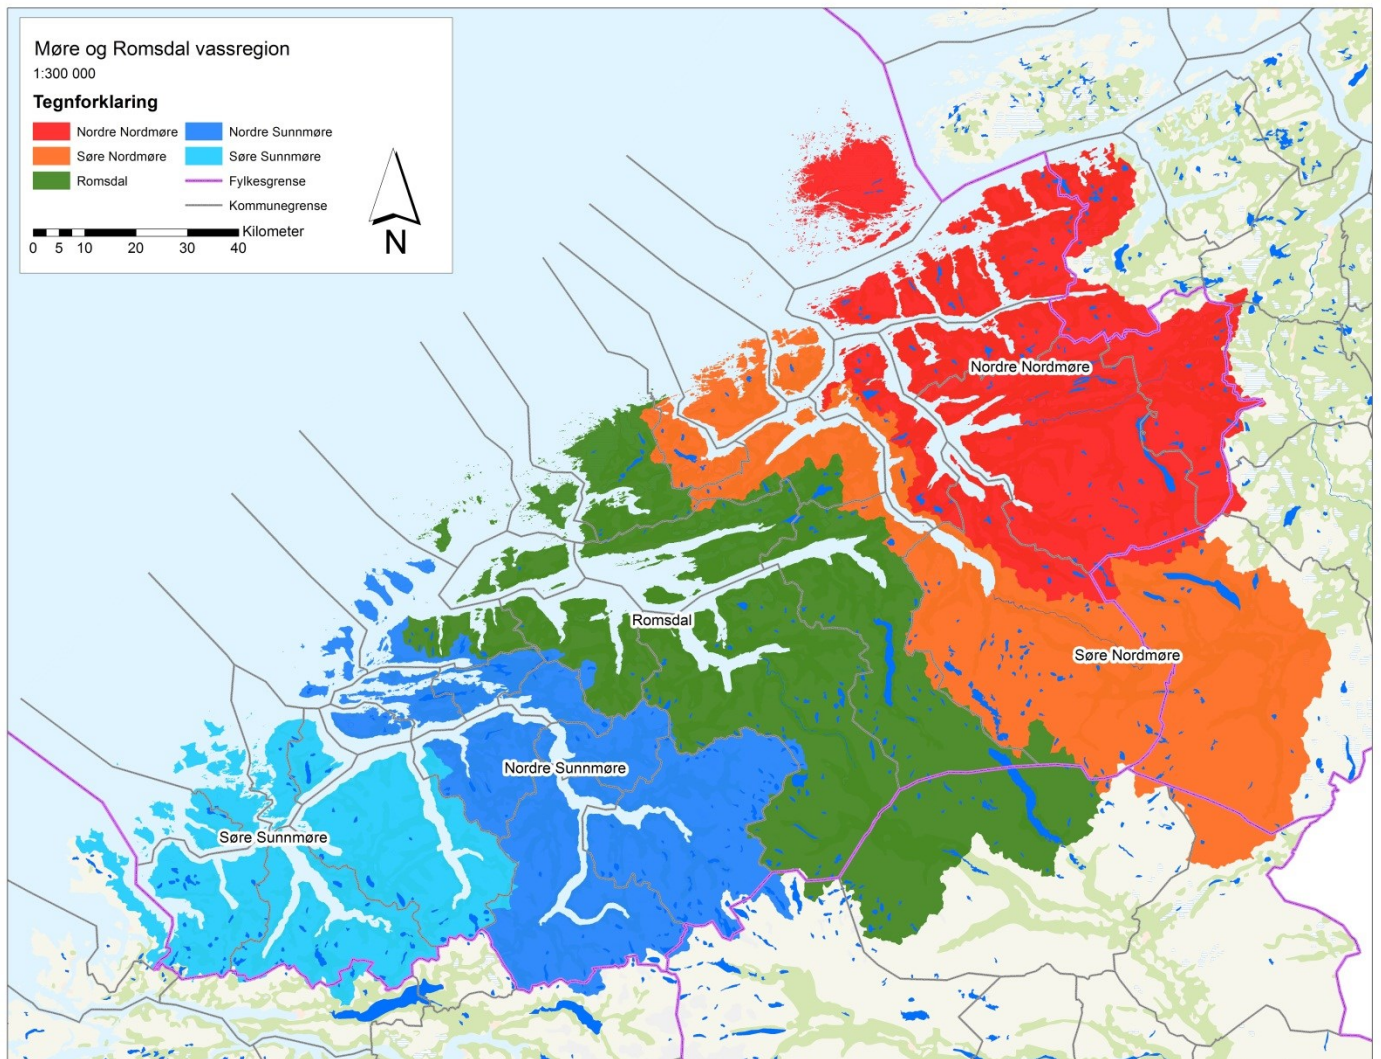 Møre og Romsdal vassregion
1:300 000
Tegnforklaring
Nordre Nordmøre
Nordre Sunnmøre
Søre Nordmøre
Søre Sunnmøre
Romsdal
Fylkesgrense
Kommunegrense
Kilometer
0 5 10 20 30 40
N
Nordre Nordmøre
Romsdal
Søre Nordmøre
Nordre Sunnmøre
Søre Sunnmøre